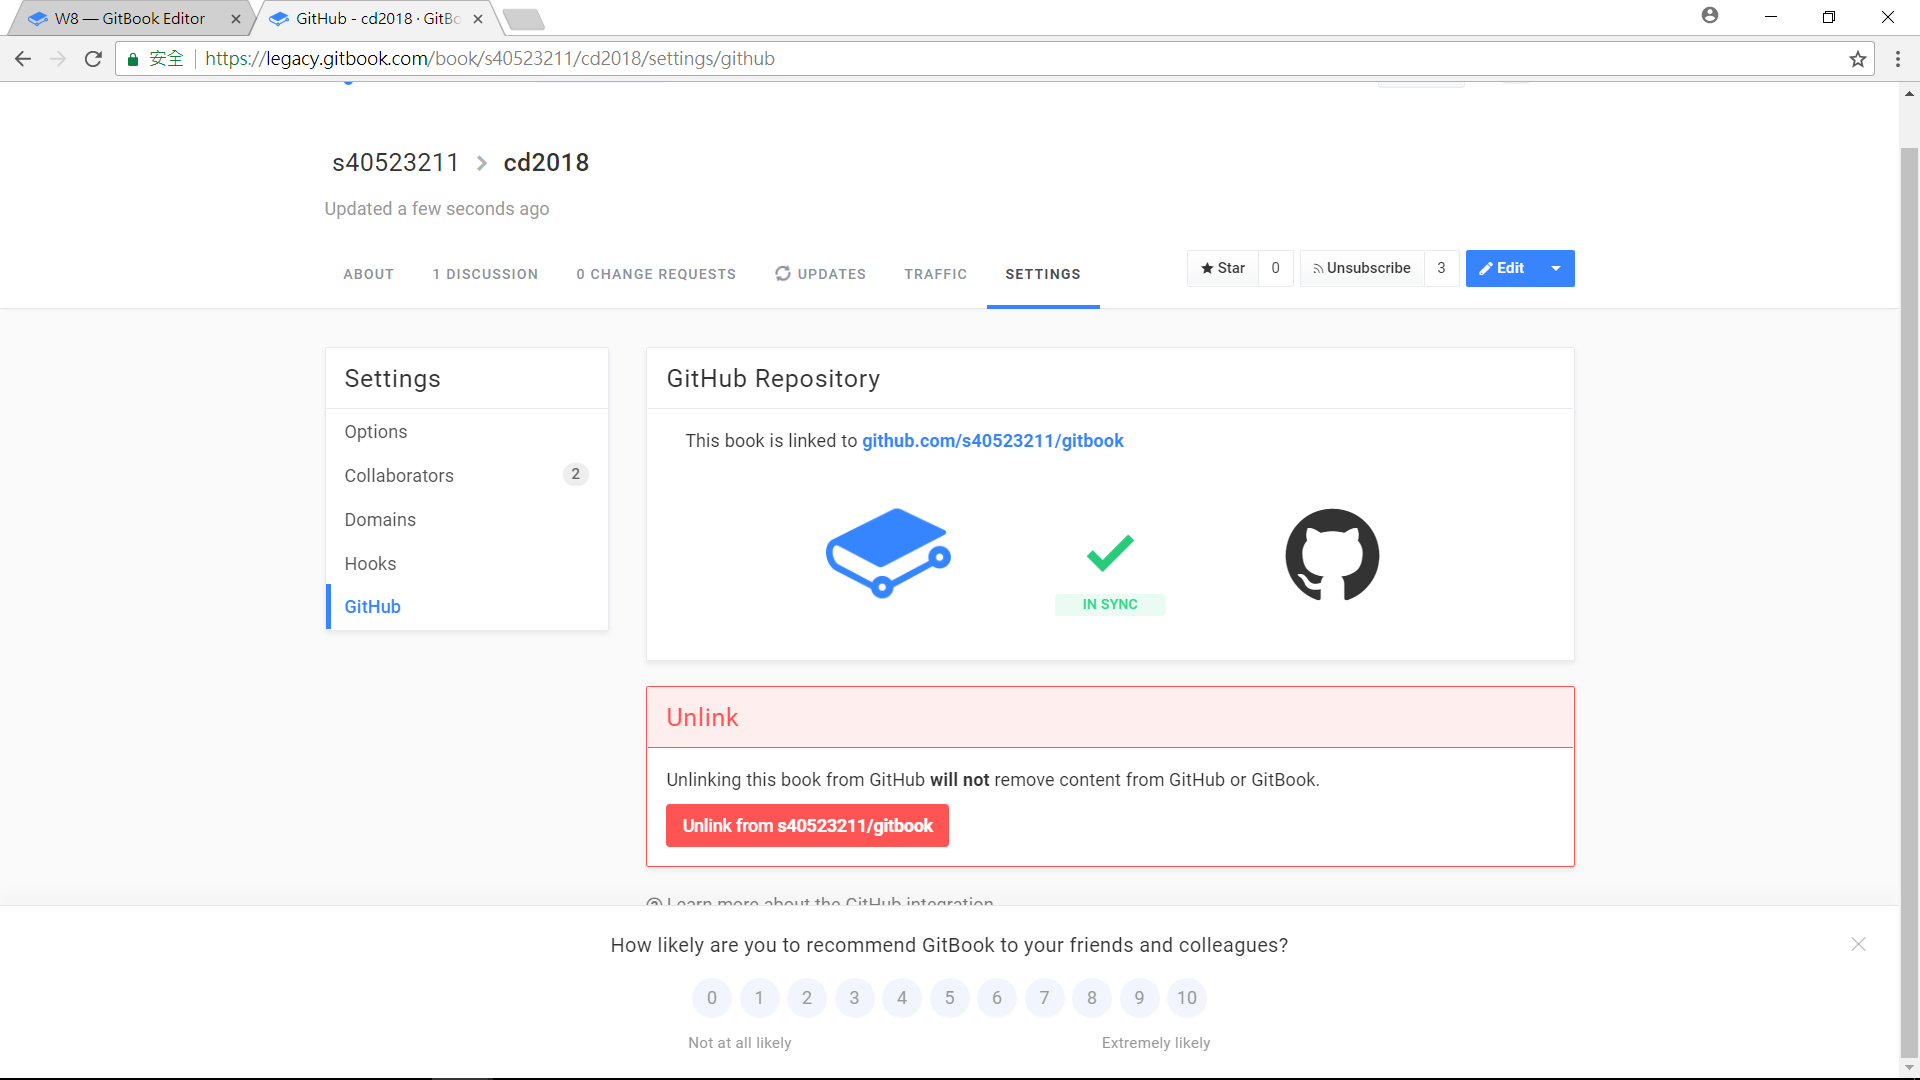 W8 — GitBook Editor
GitHub - cd2018 · GitBo
安全
https://legacy.gitbook.com/book/s40523211/cd2018/settings/github
s40523211 > cd2018
Updated a few seconds ago
ABOUT
1 DISCUSSION
0 CHANGE REQUESTS
UPDATES
TRAFFIC
SETTINGS
Star 0
Unsubscribe 3
Edit
Settings
Options
Collaborators 2
Domains
Hooks
GitHub
GitHub Repository
This book is linked to github.com/s40523211/gitbook
IN SYNC
Unlink
Unlinking this book from GitHub will not remove content from GitHub or GitBook.
Unlink from s40523211/gitbook
Learn more about the GitHub integration
How likely are you to recommend GitBook to your friends and colleagues?
0 1 2 3 4 5 6 7 8 9 10
Not at all likely
Extremely likely